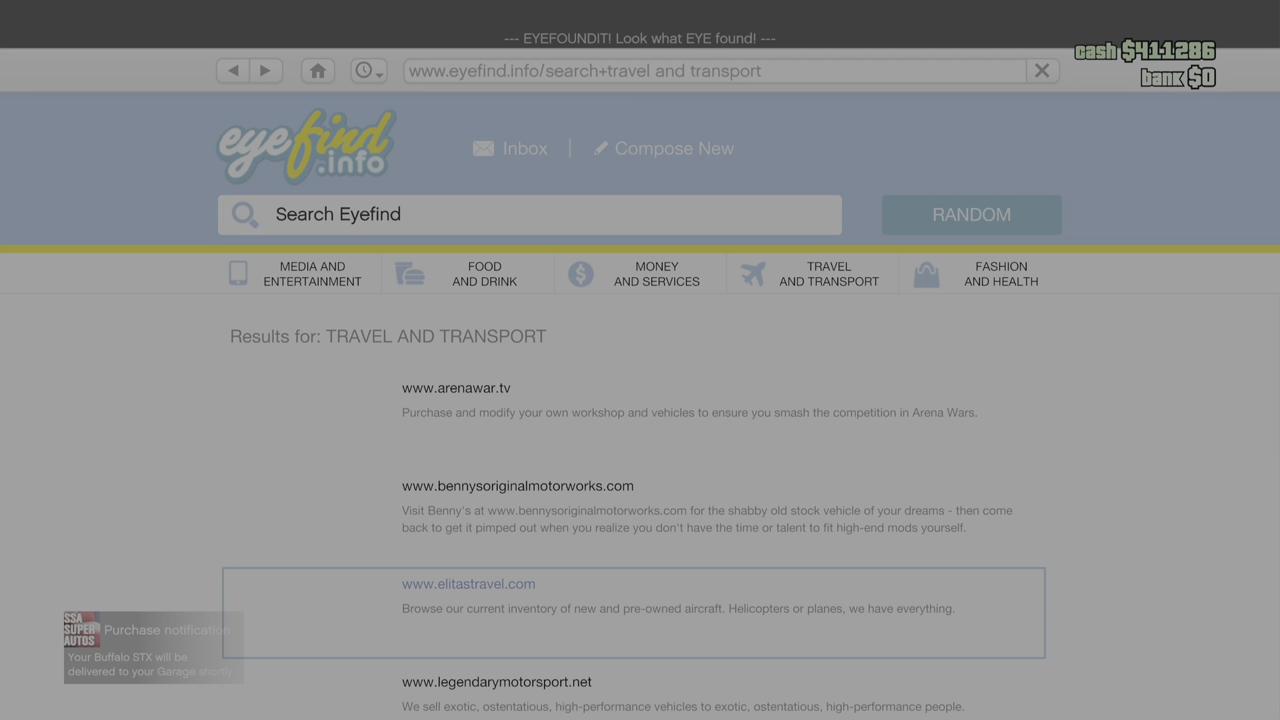 --- EYEFOUNDIT! Look what EYE found! ---
cash $411286
www.eyefind.info/search+travel and transport
bank $0
eyefind
.info
Inbox
Compose New
Search Eyefind
RANDOM
MEDIA AND
ENTERTAINMENT
FOOD
AND DRINK
MONEY
AND SERVICES
TRAVEL
AND TRANSPORT
FASHION
AND HEALTH
Results for: TRAVEL AND TRANSPORT
www.arenawar.tv
Purchase and modify your own workshop and vehicles to ensure you smash the competition in Arena Wars.
www.bennysoriginalmotorworks.com
Visit Benny's at www.bennysoriginalmotorworks.com for the shabby old stock vehicle of your dreams - then come
back to get it pimped out when you realize you don't have the time or talent to fit high-end mods yourself.
www.elitastravel.com
Browse our current inventory of new and pre-owned aircraft. Helicopters or planes, we have everything.
SSA
SUPER
AUTOS
Purchase notification
Your Buffalo STX will be
delivered to your Garage shortly.
www.legendarymotorsport.net
We sell exotic, ostentatious, high-performance vehicles to exotic, ostentatious, high-performance people.